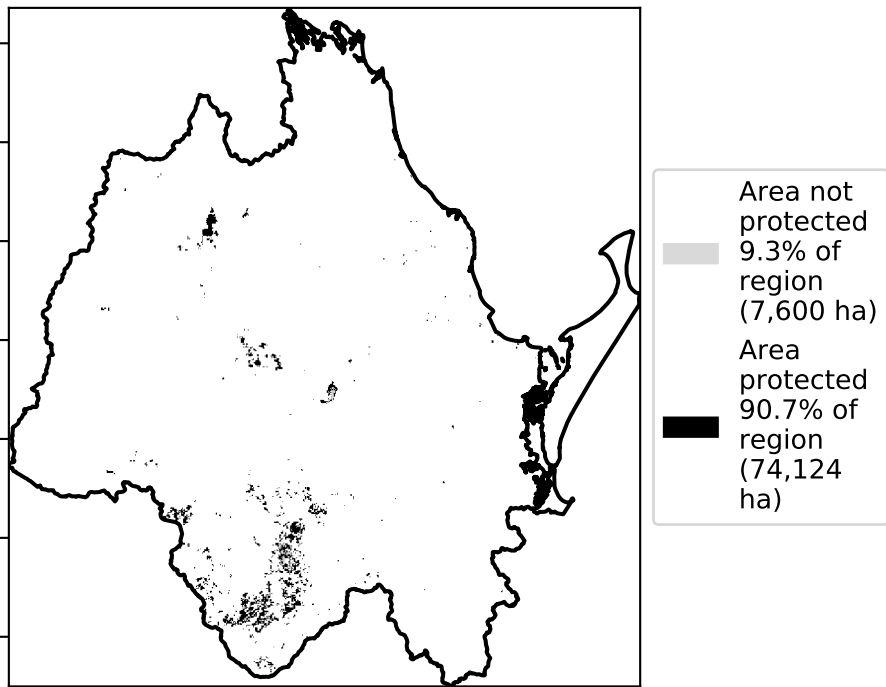 Area not
protected
9.3% of
region
(7,600 ha)
Area
protected
90.7% of
region
(74,124
ha)